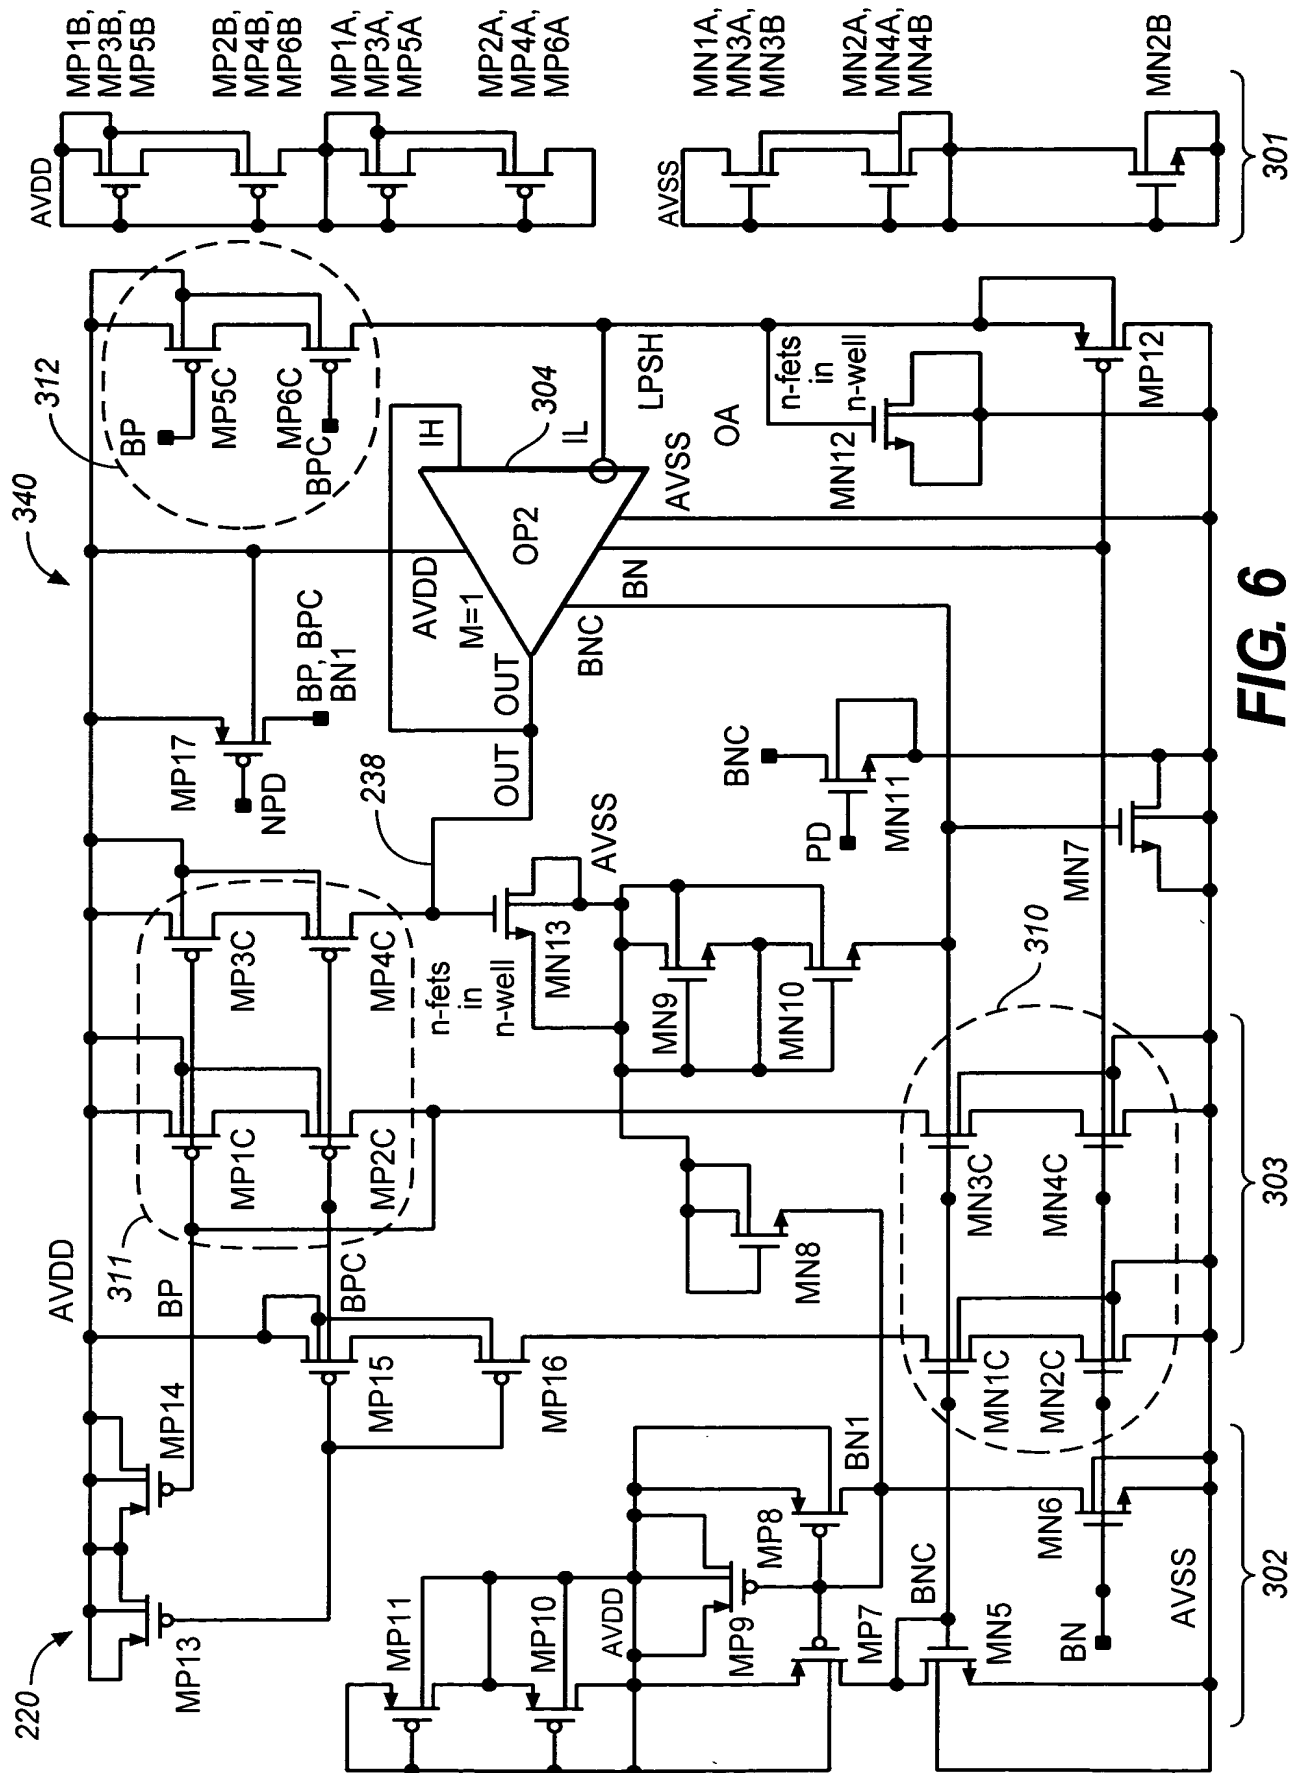 220
340
AVDD
MP13
MP14
BP
311
MP1C
MP3C
MP2C
MP4C
MP17
NPD
BP, BPC,
BN1
312
BP
MP5C
MP6C
BPC
AVDD
MP1B,
MP3B,
MP5B
MP2B,
MP4B,
MP6B
MP1A,
MP3A,
MP5A
MP2A,
MP4A,
MP6A
BPC
MP15
MP16
n-fets
in
n-well
238
OUT
OUT
AVDD
M=1
OP2
IH
IL
304
BNC
BN
AVSS
LPSH
OA
MP11
MP10
AVDD
MP9
MP8
MP7
BN1
MN8
MN13
AVSS
MN9
MN10
BNC
PD
MN11
n-fets
in
n-well
MN12
AVSS
MN1A,
MN3A,
MN3B
MN2A,
MN4A,
MN4B
BNC
MN5
MN6
BN
AVSS
MN1C
MN2C
MN3C
MN4C
310
MN7
MP12
MN2B
302
303
301
FIG. 6